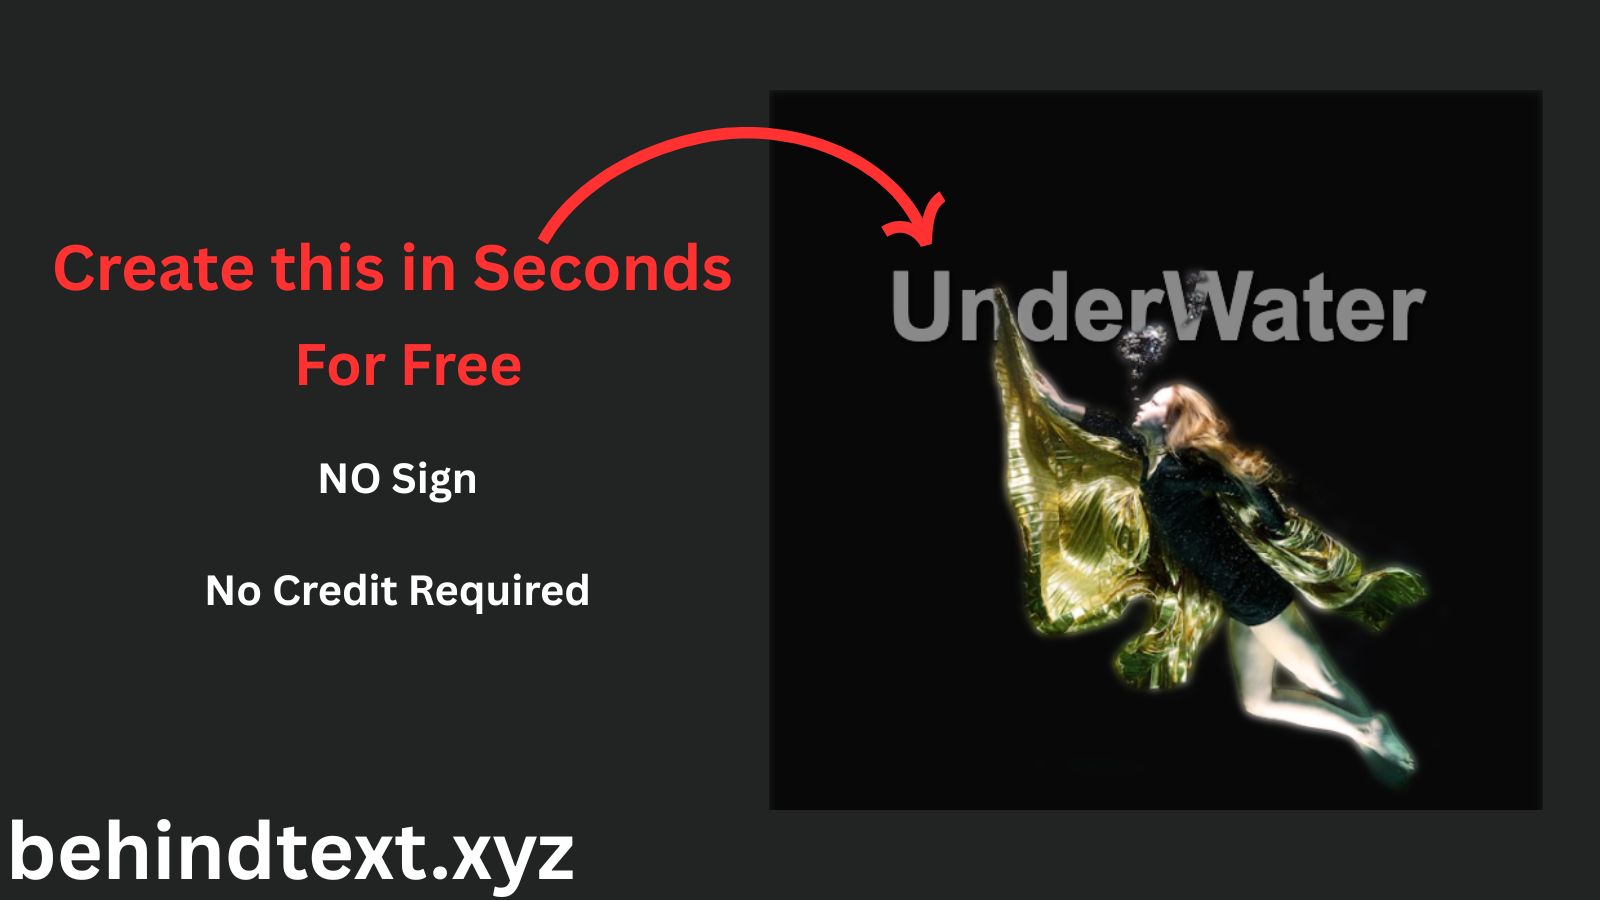 Create this in Seconds
For Free
NO Sign
No Credit Required
UnderWater
behindtext.xyz